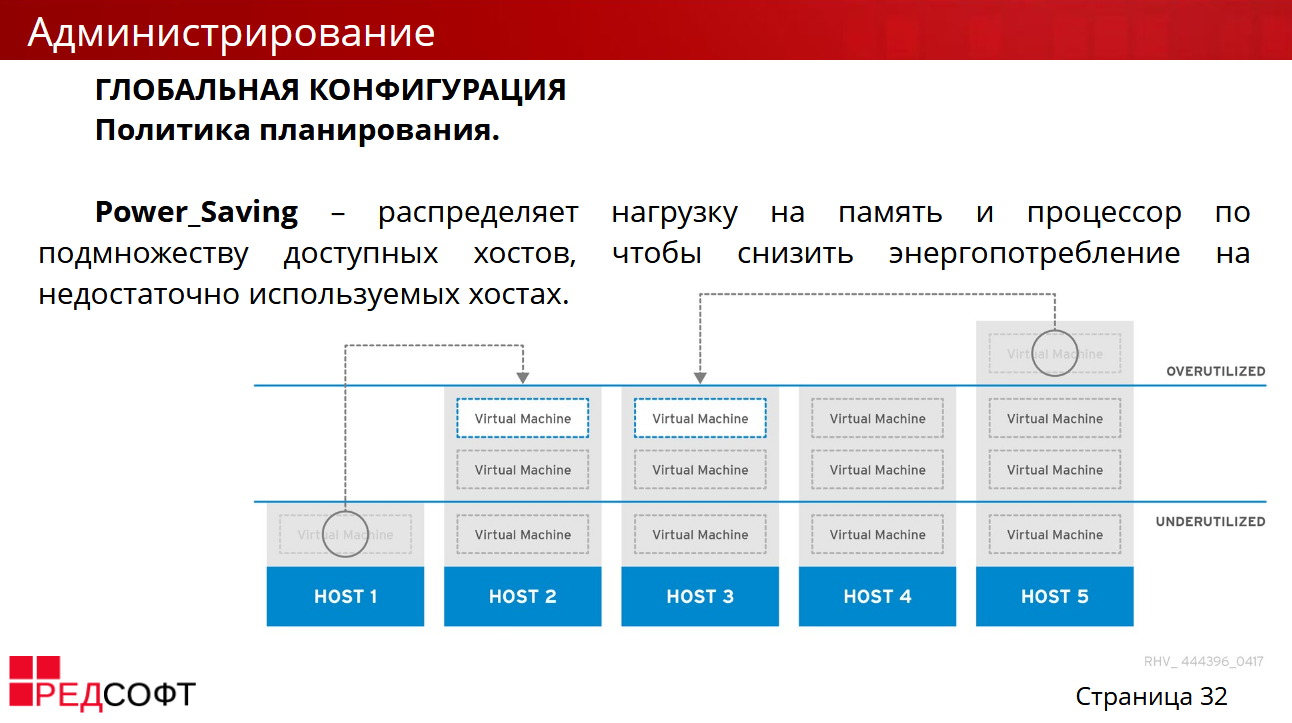 Администрирование
ГЛОБАЛЬНАЯ КОНФИГУРАЦИЯ
Политика планирования.
Power_Saving – распределяет нагрузку на память и процессор по
подмножеству доступных хостов, чтобы снизить энергопотребление на
недостаточно используемых хостах.
Virtual Machine
OVERUTILIZED
Virtual Machine Virtual Machine Virtual Machine Virtual Machine
Virtual Machine Virtual Machine Virtual Machine Virtual Machine
UNDERUTILIZED
Virtual Machine Virtual Machine Virtual Machine Virtual Machine Virtual Machine
HOST 1 HOST 2 HOST 3 HOST 4 HOST 5
RHV_ 444396_0417
РЕДСОФТ
Страница 32